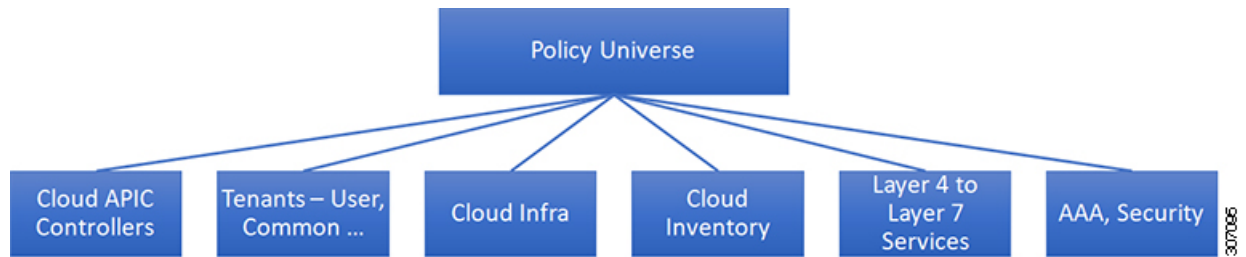 Policy Universe
Cloud APIC
Controllers
Tenants – User,
Common ...
Cloud Infra
Cloud
Inventory
Layer 4 to
Layer 7
Services
AAA, Security
307095